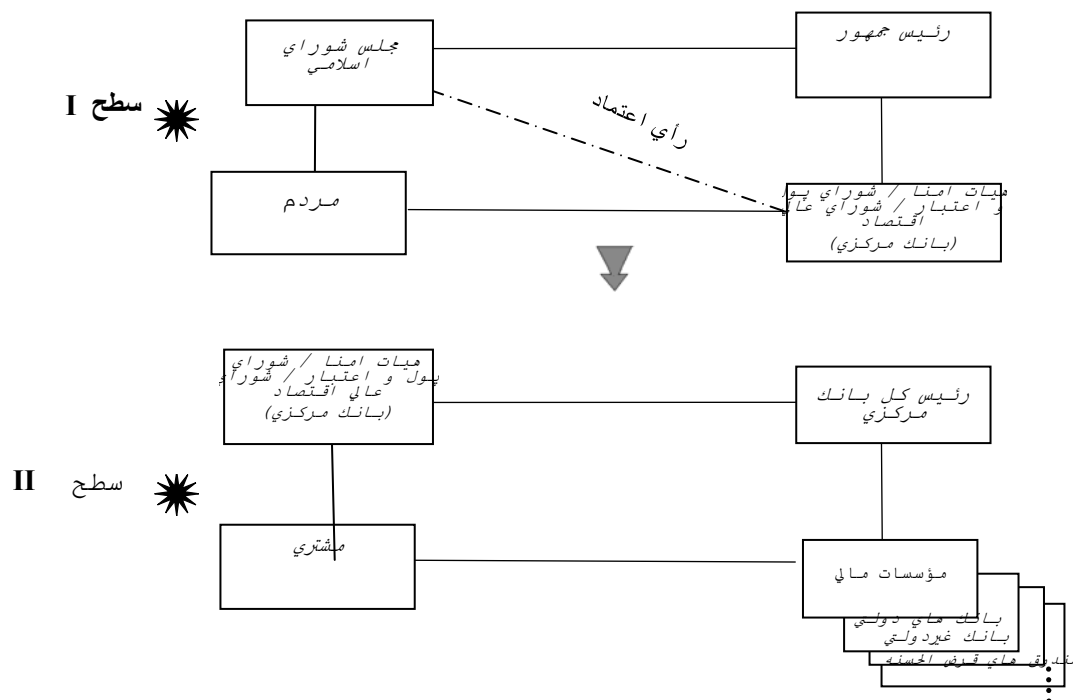 مجلس شوراي
اسلامي
رئيس جمهور
سطح I
رأي اعتماد
مردم
هيات امنا / شوراي پول
و اعتبار / شوراي عالي
اقتصاد
(بانك مركزي)
هيات امنا / شوراي
پول و اعتبار / شوراي
عالي اقتصاد
(بانك مركزي)
رئيس كل بانك
مركزي
سطح II
مشتري
مؤسسات مالي
بانك هاي دولتي
بانك غيردولتي
هاي قرض الحسنه